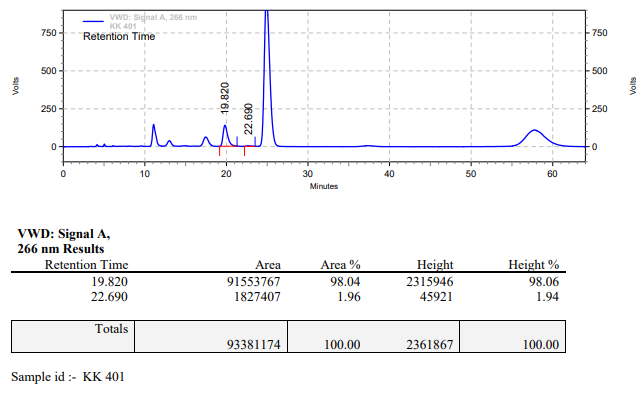 VWD: Signal A, 266 nm
KK 401
Retention Time
750
500
250
0
Volts
19.820
22.690
750
500
250
0
Volts
0 10 20 30 40 50 60
Minutes
VWD: Signal A,
266 nm Results
Retention Time Area Area % Height Height %
19.820 91553767 98.04 2315946 98.06
22.690 1827407 1.96 45921 1.94
Totals
93381174 100.00 2361867 100.00
Sample id :- KK 401